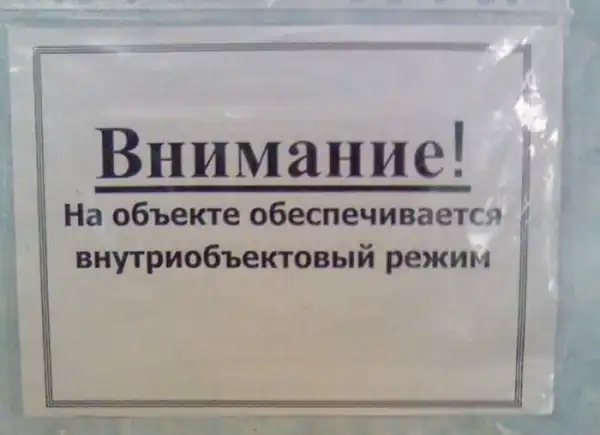 Внимание!
На объекте обеспечивается
внутриобъектовый режим